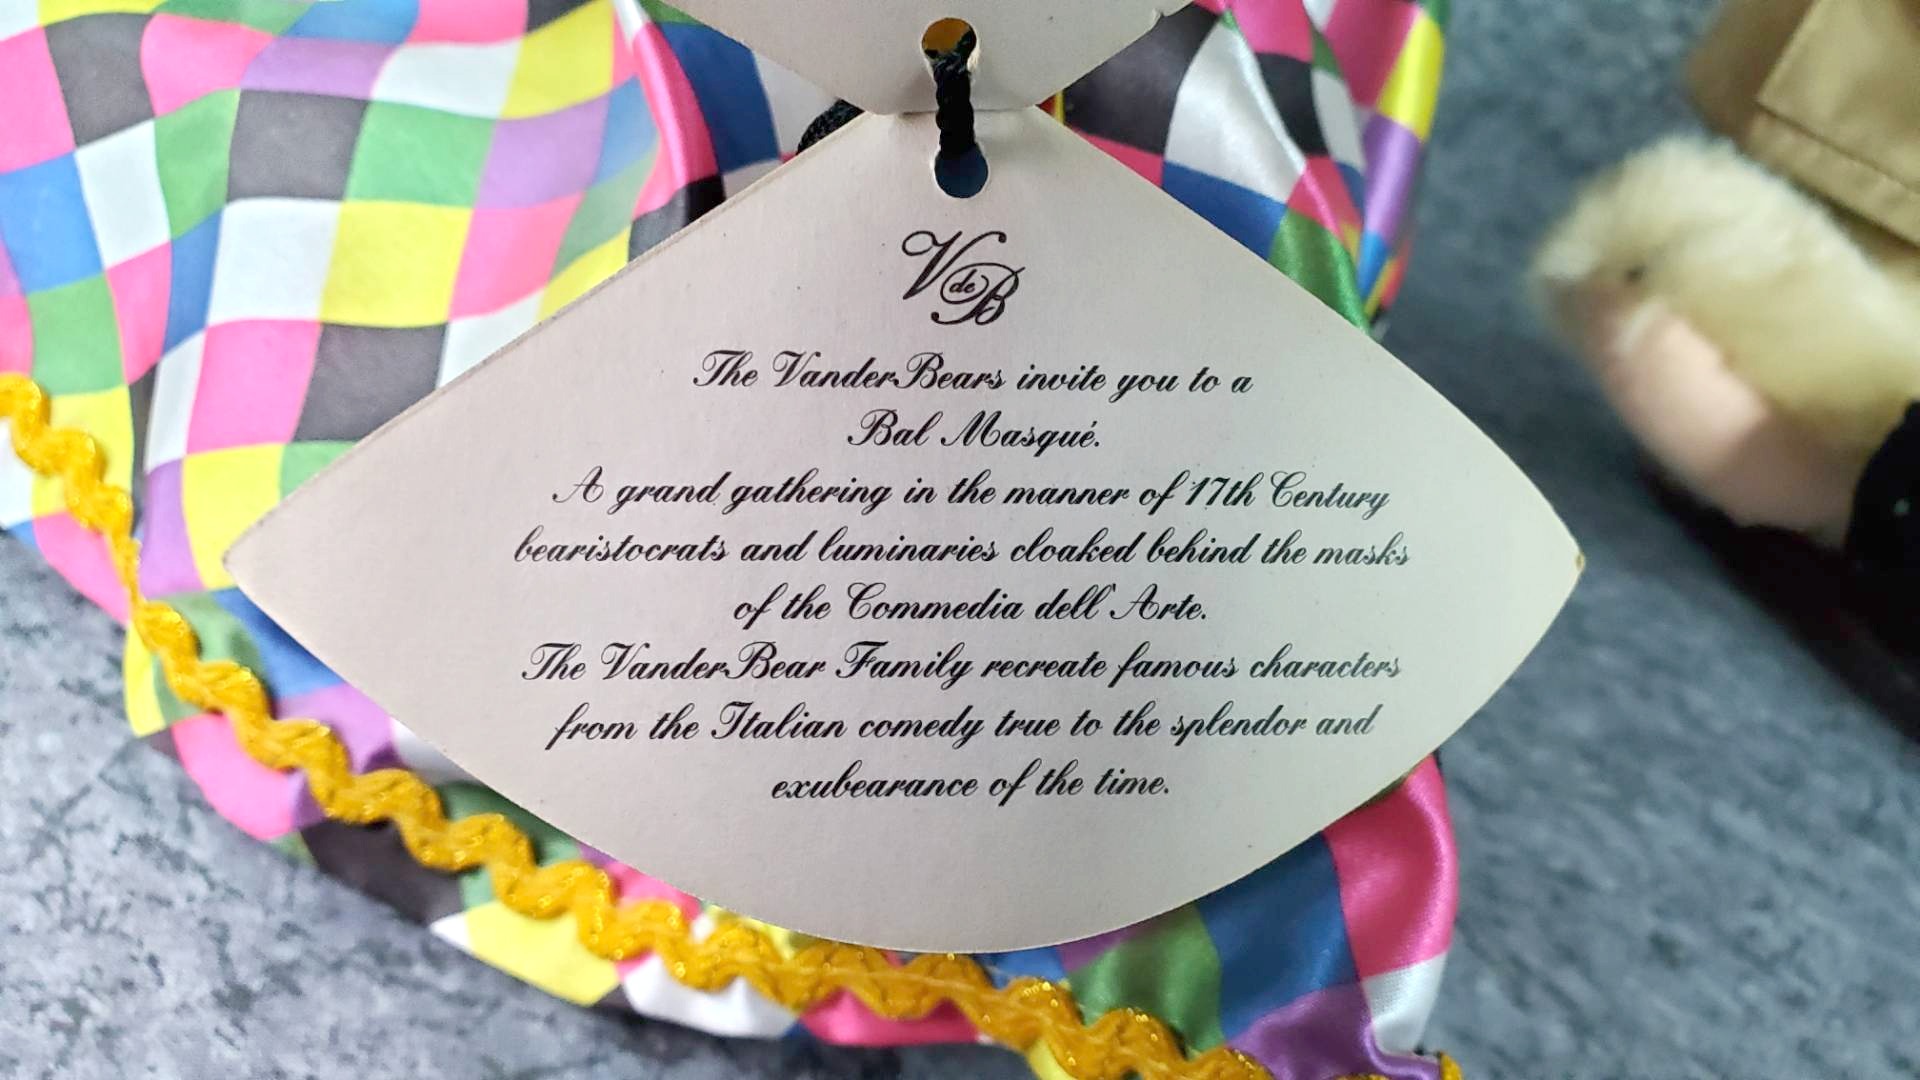 V de B
The VanderBears invite you to a
Bal Masqué.
A grand gathering in the manner of 17th Century
bearistocrats and luminaries cloaked behind the masks
of the Commedia dell'Arte.
The VanderBear Family recreate famous characters
from the Italian comedy true to the splendor and
exubearance of the time.